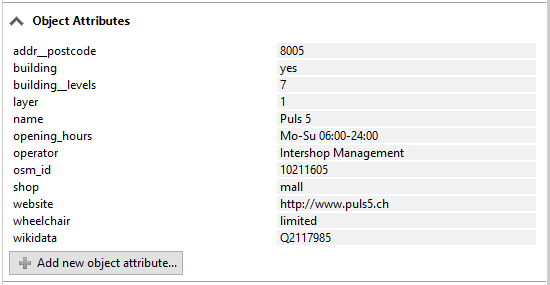 Object Attributes
addr__postcode 8005
building yes
building__levels 7
layer 1
name Puls 5
opening_hours Mo-Su 06:00-24:00
operator Intershop Management
osm_id 10211605
shop mall
website http://www.puls5.ch
wheelchair limited
wikidata Q2117985
Add new object attribute...